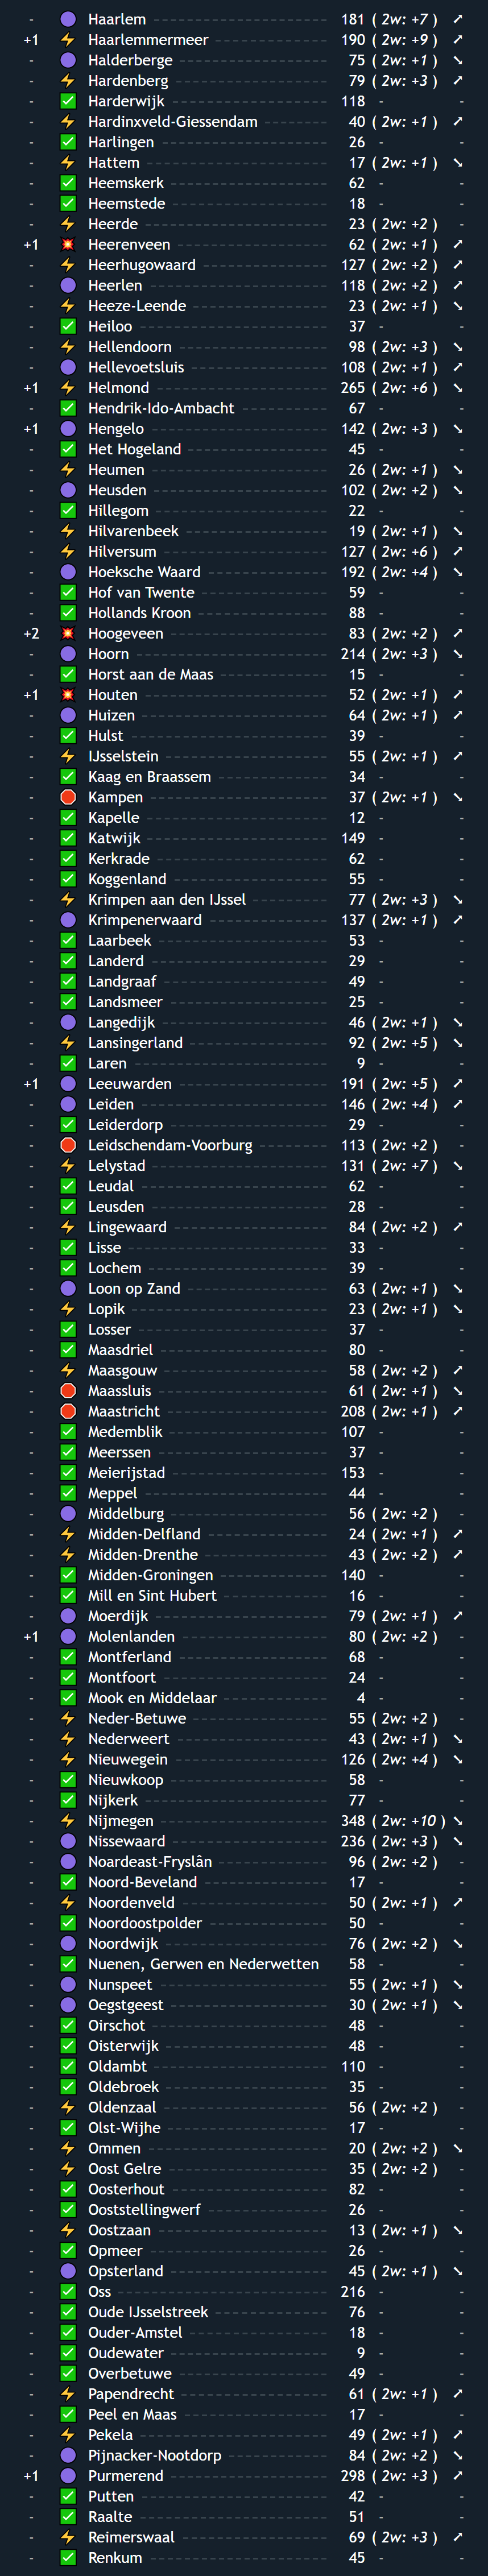 - 🟣 Haarlem 181 ( 2w: +7 ) ➚
+1 ⚡ Haarlemmermeer 190 ( 2w: +9 ) ➚
- 🟣 Halderberge 75 ( 2w: +1 ) ➘
- ⚡ Hardenberg 79 ( 2w: +3 ) ➚
- ✅ Harderwijk 118 - -
- ⚡ Hardinxveld-Giessendam 40 ( 2w: +1 ) ➚
- ✅ Harlingen 26 - -
- ⚡ Hattem 17 ( 2w: +1 ) ➘
- ✅ Heemskerk 62 - -
- ✅ Heemstede 18 - -
- ⚡ Heerde 23 ( 2w: +2 ) -
+1 💥 Heerenveen 62 ( 2w: +1 ) ➚
- ⚡ Heerhugowaard 127 ( 2w: +2 ) ➚
- 🟣 Heerlen 118 ( 2w: +2 ) ➚
- ⚡ Heeze-Leende 23 ( 2w: +1 ) ➘
- ✅ Heiloo 37 - -
- ⚡ Hellendoorn 98 ( 2w: +3 ) ➘
- 🟣 Hellevoetsluis 108 ( 2w: +1 ) ➚
+1 ⚡ Helmond 265 ( 2w: +6 ) ➘
- ✅ Hendrik-Ido-Ambacht 67 - -
+1 🟣 Hengelo 142 ( 2w: +3 ) ➘
- ✅ Het Hogeland 45 - -
- ⚡ Heumen 26 ( 2w: +1 ) ➘
- 🟣 Heusden 102 ( 2w: +2 ) ➘
- ✅ Hillegom 22 - -
- ⚡ Hilvarenbeek 19 ( 2w: +1 ) ➘
- ⚡ Hilversum 127 ( 2w: +6 ) ➚
- 🟣 Hoeksche Waard 192 ( 2w: +4 ) ➘
- ✅ Hof van Twente 59 - -
- ✅ Hollands Kroon 88 - -
+2 💥 Hoogeveen 83 ( 2w: +2 ) ➚
- 🟣 Hoorn 214 ( 2w: +3 ) ➘
- ✅ Horst aan de Maas 15 - -
+1 💥 Houten 52 ( 2w: +1 ) ➚
- 🟣 Huizen 64 ( 2w: +1 ) ➚
- ✅ Hulst 39 - -
- ⚡ IJsselstein 55 ( 2w: +1 ) ➚
- ✅ Kaag en Braassem 34 - -
- 🛑 Kampen 37 ( 2w: +1 ) ➘
- ✅ Kapelle 12 - -
- ✅ Katwijk 149 - -
- ✅ Kerkrade 62 - -
- ✅ Koggenland 55 - -
- ⚡ Krimpen aan den IJssel 77 ( 2w: +3 ) ➘
- 🟣 Krimpenerwaard 137 ( 2w: +1 ) ➚
- ✅ Laarbeek 53 - -
- ✅ Landerd 29 - -
- ✅ Landgraaf 49 - -
- ✅ Landsmeer 25 - -
- 🟣 Langedijk 46 ( 2w: +1 ) ➘
- ⚡ Lansingerland 92 ( 2w: +5 ) ➘
- ✅ Laren 9 - -
+1 🟣 Leeuwarden 191 ( 2w: +5 ) ➚
- 🟣 Leiden 146 ( 2w: +4 ) ➚
- ✅ Leiderdorp 29 - -
- 🛑 Leidschendam-Voorburg 113 ( 2w: +2 ) -
- ⚡ Lelystad 131 ( 2w: +7 ) ➘
- ✅ Leudal 62 - -
- ✅ Leusden 28 - -
- ⚡ Lingewaard 84 ( 2w: +2 ) ➚
- ✅ Lisse 33 - -
- ✅ Lochem 39 - -
- 🟣 Loon op Zand 63 ( 2w: +1 ) ➘
- ⚡ Lopik 23 ( 2w: +1 ) ➘
- ✅ Losser 37 - -
- ✅ Maasdriel 80 - -
- ⚡ Maasgouw 58 ( 2w: +2 ) ➚
- 🛑 Maassluis 61 ( 2w: +1 ) ➘
- 🛑 Maastricht 208 ( 2w: +1 ) ➚
- ✅ Medemblik 107 - -
- ✅ Meerssen 37 - -
- ✅ Meierijstad 153 - -
- ✅ Meppel 44 - -
- 🟣 Middelburg 56 ( 2w: +2 ) -
- ⚡ Midden-Delfland 24 ( 2w: +1 ) ➚
- ⚡ Midden-Drenthe 43 ( 2w: +2 ) ➚
- ✅ Midden-Groningen 140 - -
- ✅ Mill en Sint Hubert 16 - -
- 🟣 Moerdijk 79 ( 2w: +1 ) ➚
+1 🟣 Molenlanden 80 ( 2w: +2 ) -
- ✅ Montferland 68 - -
- ✅ Montfoort 24 - -
- ✅ Mook en Middelaar 4 - -
- ⚡ Neder-Betuwe 55 ( 2w: +2 ) -
- ⚡ Nederweert 43 ( 2w: +1 ) ➘
- ⚡ Nieuwegein 126 ( 2w: +4 ) ➘
- ✅ Nieuwkoop 58 - -
- ✅ Nijkerk 77 - -
- ⚡ Nijmegen 348 ( 2w: +10 ) ➘
- 🟣 Nissewaard 236 ( 2w: +3 ) ➘
- 🟣 Noardeast-Fryslân 96 ( 2w: +2 ) -
- ✅ Noord-Beveland 17 - -
- ⚡ Noordenveld 50 ( 2w: +1 ) ➚
- ✅ Noordoostpolder 50 - -
- 🟣 Noordwijk 76 ( 2w: +2 ) ➘
- ✅ Nuenen, Gerwen en Nederwetten 58 - -
- 🟣 Nunspeet 55 ( 2w: +1 ) ➘
- 🟣 Oegstgeest 30 ( 2w: +1 ) ➘
- ✅ Oirschot 48 - -
- ✅ Oisterwijk 48 - -
- ✅ Oldambt 110 - -
- ✅ Oldebroek 35 - -
- ⚡ Oldenzaal 56 ( 2w: +2 ) -
- ✅ Olst-Wijhe 17 - -
- ⚡ Ommen 20 ( 2w: +2 ) ➘
- ⚡ Oost Gelre 35 ( 2w: +2 ) -
- ✅ Oosterhout 82 - -
- ✅ Ooststellingwerf 26 - -
- ⚡ Oostzaan 13 ( 2w: +1 ) ➘
- ✅ Opmeer 26 - -
- 🟣 Opsterland 45 ( 2w: +1 ) ➘
- ✅ Oss 216 - -
- ✅ Oude IJsselstreek 76 - -
- ✅ Ouder-Amstel 18 - -
- ✅ Oudewater 9 - -
- ✅ Overbetuwe 49 - -
- ⚡ Papendrecht 61 ( 2w: +1 ) ➚
- ✅ Peel en Maas 17 - -
- ⚡ Pekela 49 ( 2w: +1 ) ➚
- 🟣 Pijnacker-Nootdorp 84 ( 2w: +2 ) ➘
+1 🟣 Purmerend 298 ( 2w: +3 ) ➚
- ✅ Putten 42 - -
- ✅ Raalte 51 - -
- ⚡ Reimerswaal 69 ( 2w: +3 ) ➚
- ✅ Renkum 45 - -